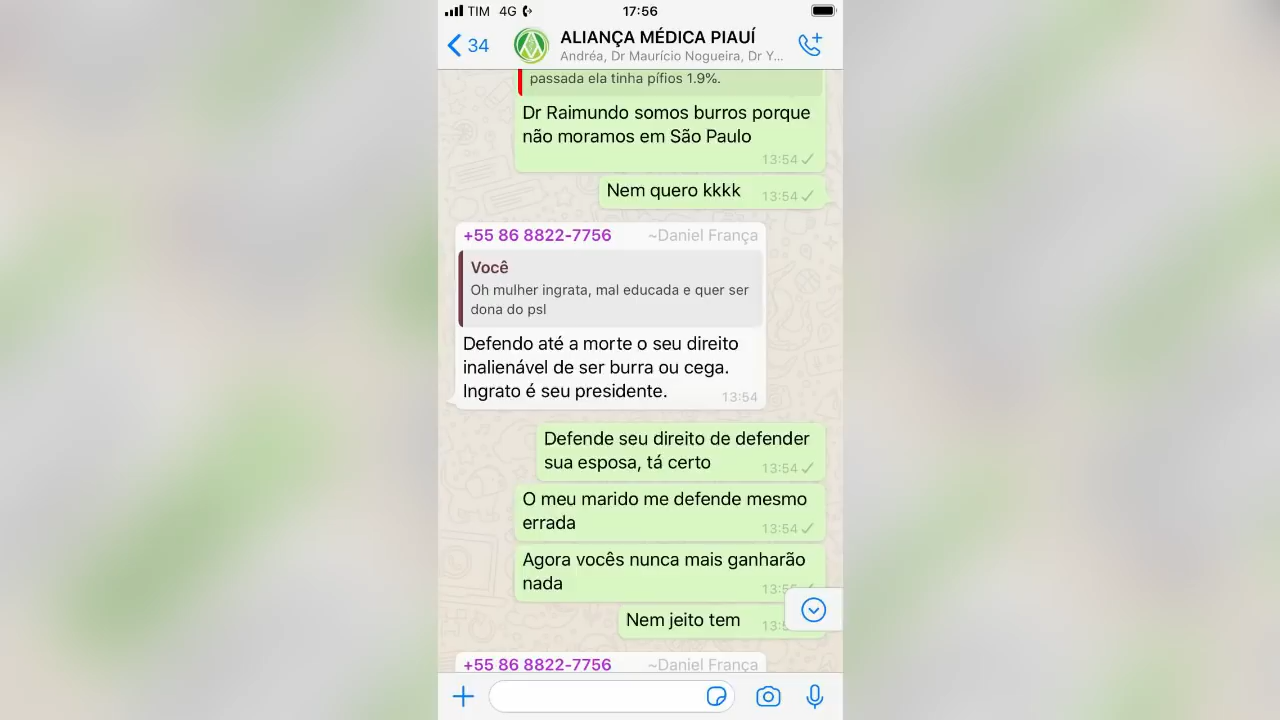 TIM 4G 17:56
34 ALIANÇA MÉDICA PIAUÍ
Andréa, Dr Maurício Nogueira, Dr Y...
passada ela tinha pífios 1.9%.
Dr Raimundo somos burros porque
não moramos em São Paulo
13:54
Nem quero kkkk 13:54
+55 86 8822-7756 ~Daniel França
Você
Oh mulher ingrata, mal educada e quer ser
dona do psl
Defendo até a morte o seu direito
inalienável de ser burra ou cega.
Ingrato é seu presidente. 13:54
Defende seu direito de defender
sua esposa, tá certo 13:54
O meu marido me defende mesmo
errada 13:54
Agora vocês nunca mais ganharão
nada
Nem jeito tem
+55 86 8822-7756 ~Daniel França